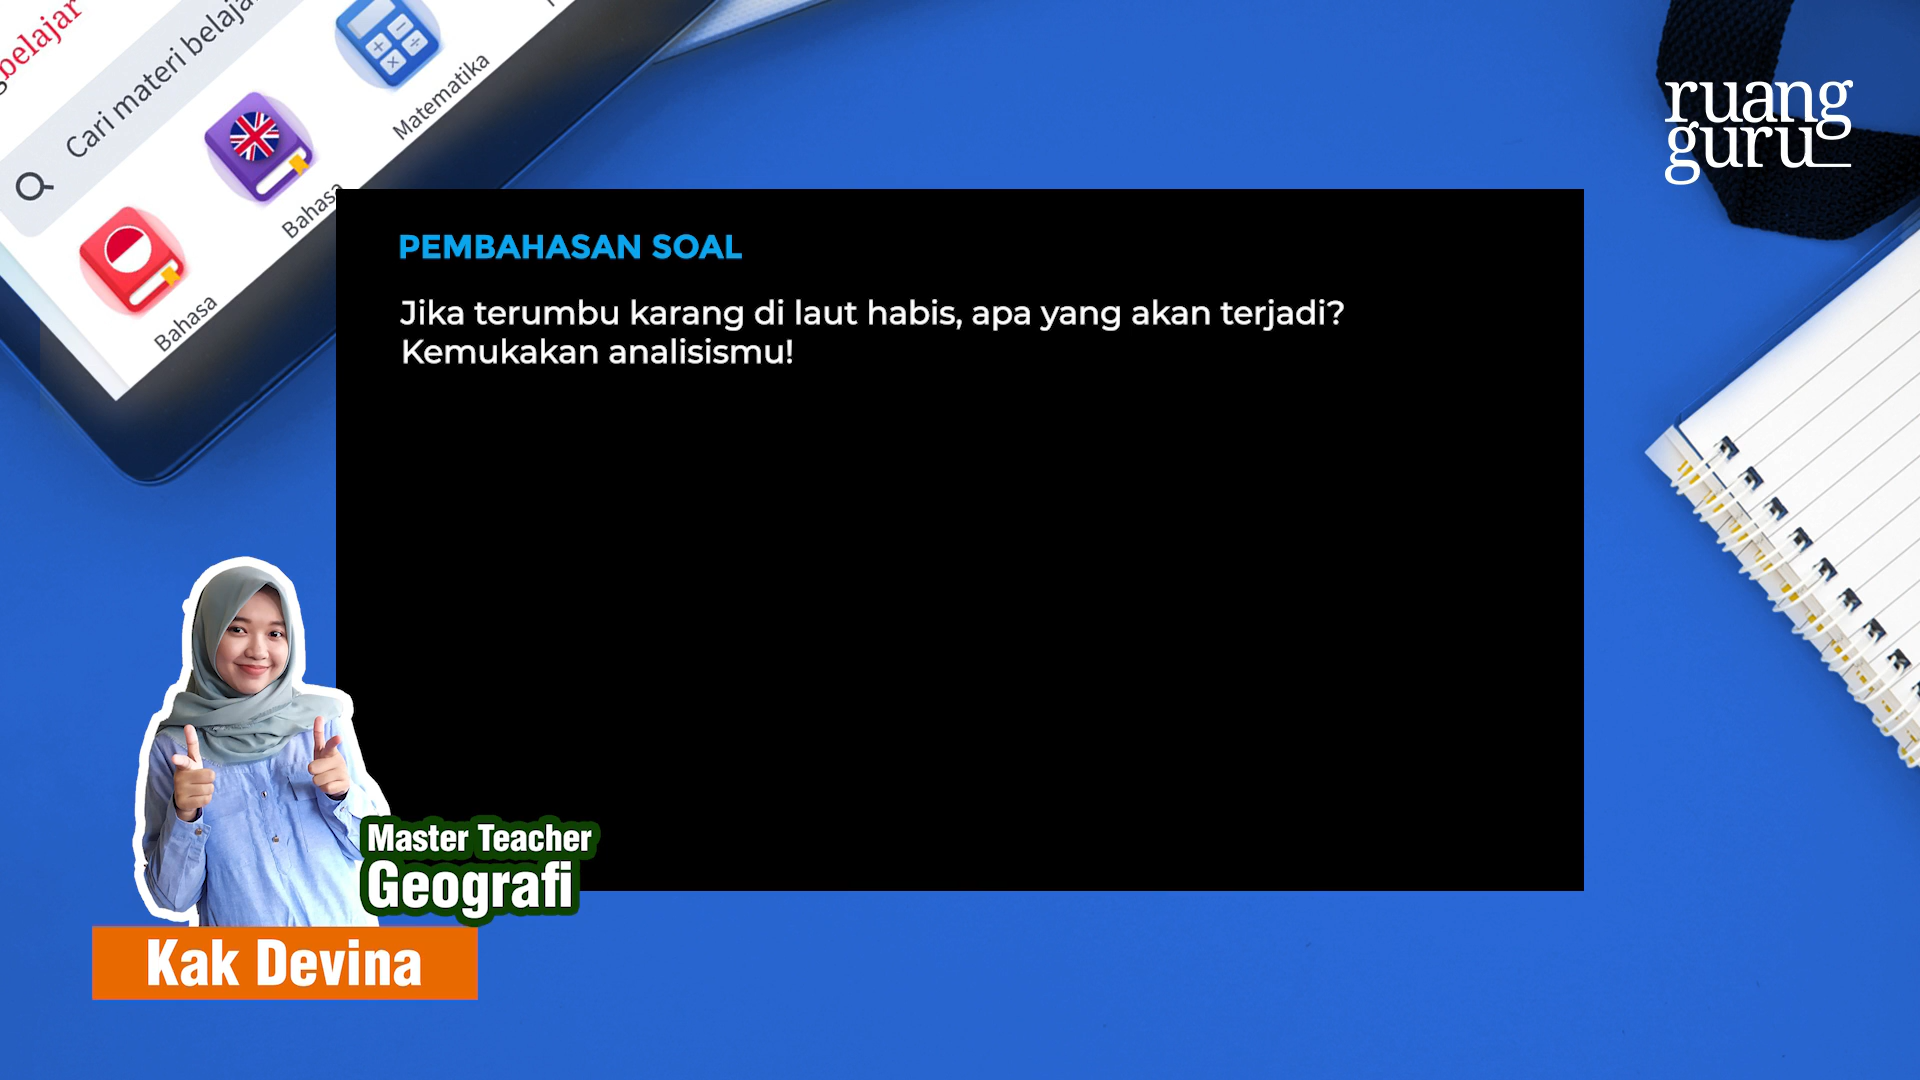 belajar
Cari materi belaja
Matematika
Bahasa
Bahasa
ruang
guru
PEMBAHASAN SOAL
Jika terumbu karang di laut habis, apa yang akan terjadi?
Kemukakan analisismu!
Master Teacher
Geografi
Kak Devina